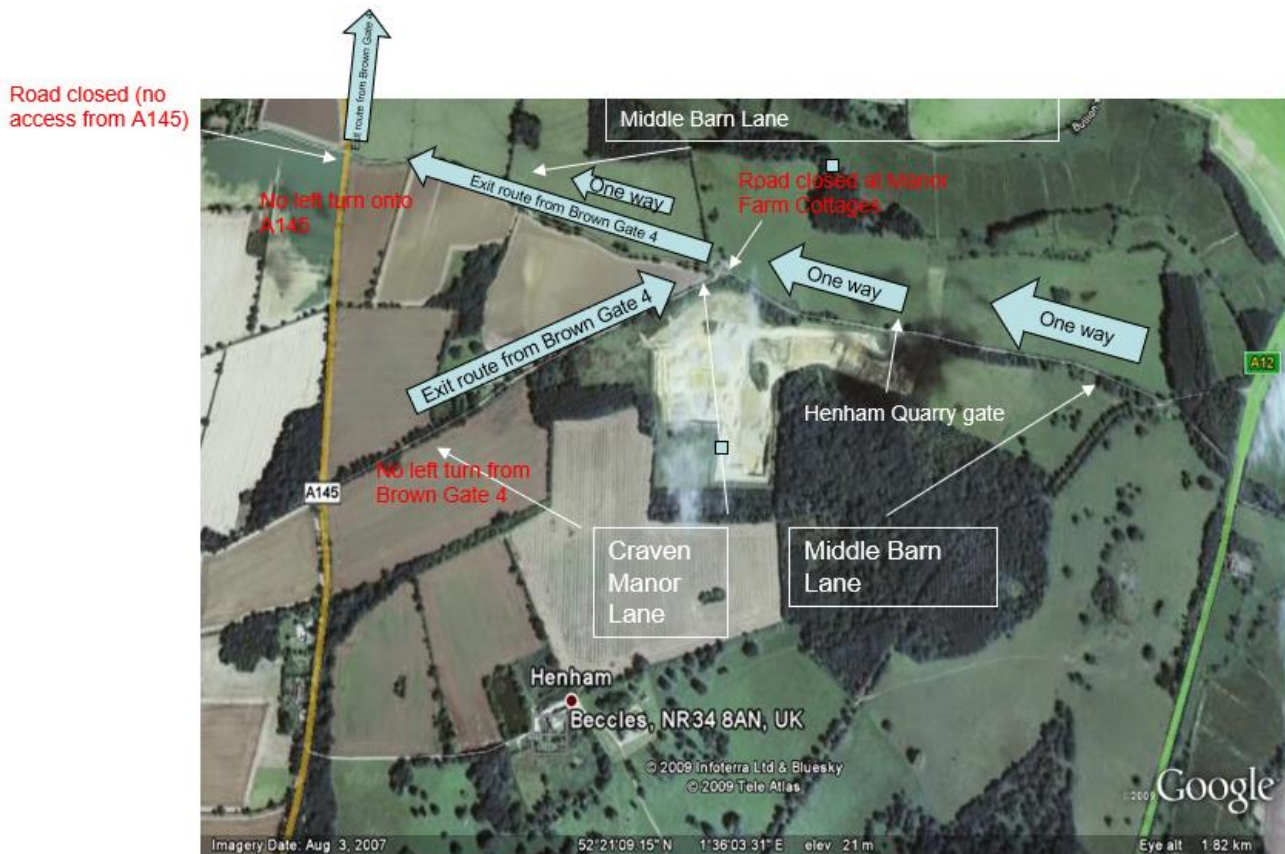 Exit route from Brown Gate 4
Road closed (no
access from A145)
Middle Barn Lane
Bullion
Exit route from Brown Gate 4
One way
Road closed at Manor
Farm Cottages
No left turn onto
A145
One way
One way
Exit route from Brown Gate 4
A12
Henham Quarry gate
No left turn from
Brown Gate 4
A145
Craven
Manor
Lane
Middle Barn
Lane
Henham
Beccles, NR34 8AN, UK
© 2009 Infoterra Ltd & Bluesky
© 2009 Tele Atlas
©2009 Google
Imagery Date: Aug 3, 2007
52°21'09.15" N 1°36'03.31" E elev 21 m
Eye alt 1.82 km